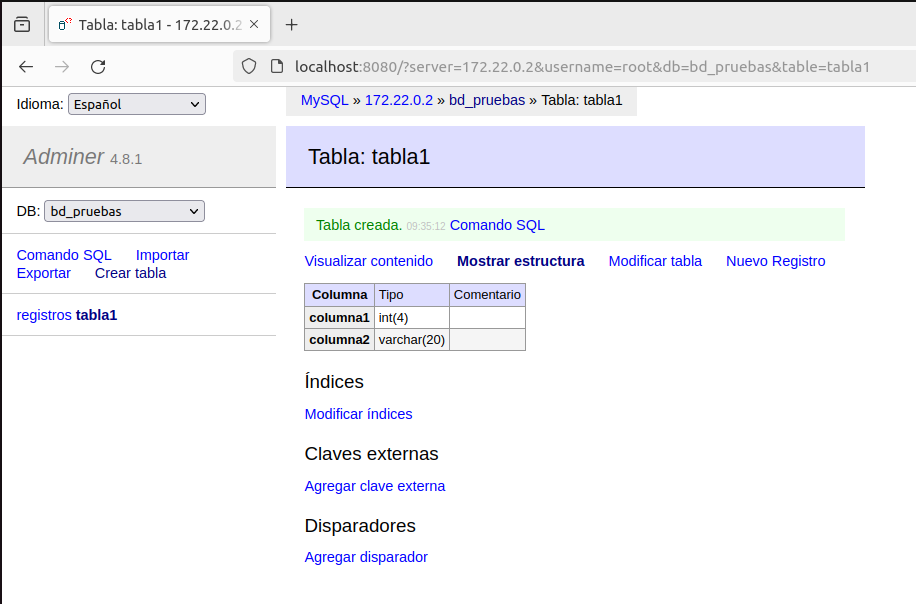 Tabla: tabla1 - 172.22.0.2
localhost:8080/?server=172.22.0.2&username=root&db=bd_pruebas&table=tabla1
Idioma: Español
MySQL » 172.22.0.2 » bd_pruebas » Tabla: tabla1
Adminer 4.8.1
Tabla: tabla1
DB: bd_pruebas
Tabla creada. 09:35:12 Comando SQL
Comando SQL Importar
Exportar Crear tabla
registros tabla1
Visualizar contenido Mostrar estructura Modificar tabla Nuevo Registro
Columna Tipo Comentario
columna1 int(4)
columna2 varchar(20)
Índices
Modificar índices
Claves externas
Agregar clave externa
Disparadores
Agregar disparador